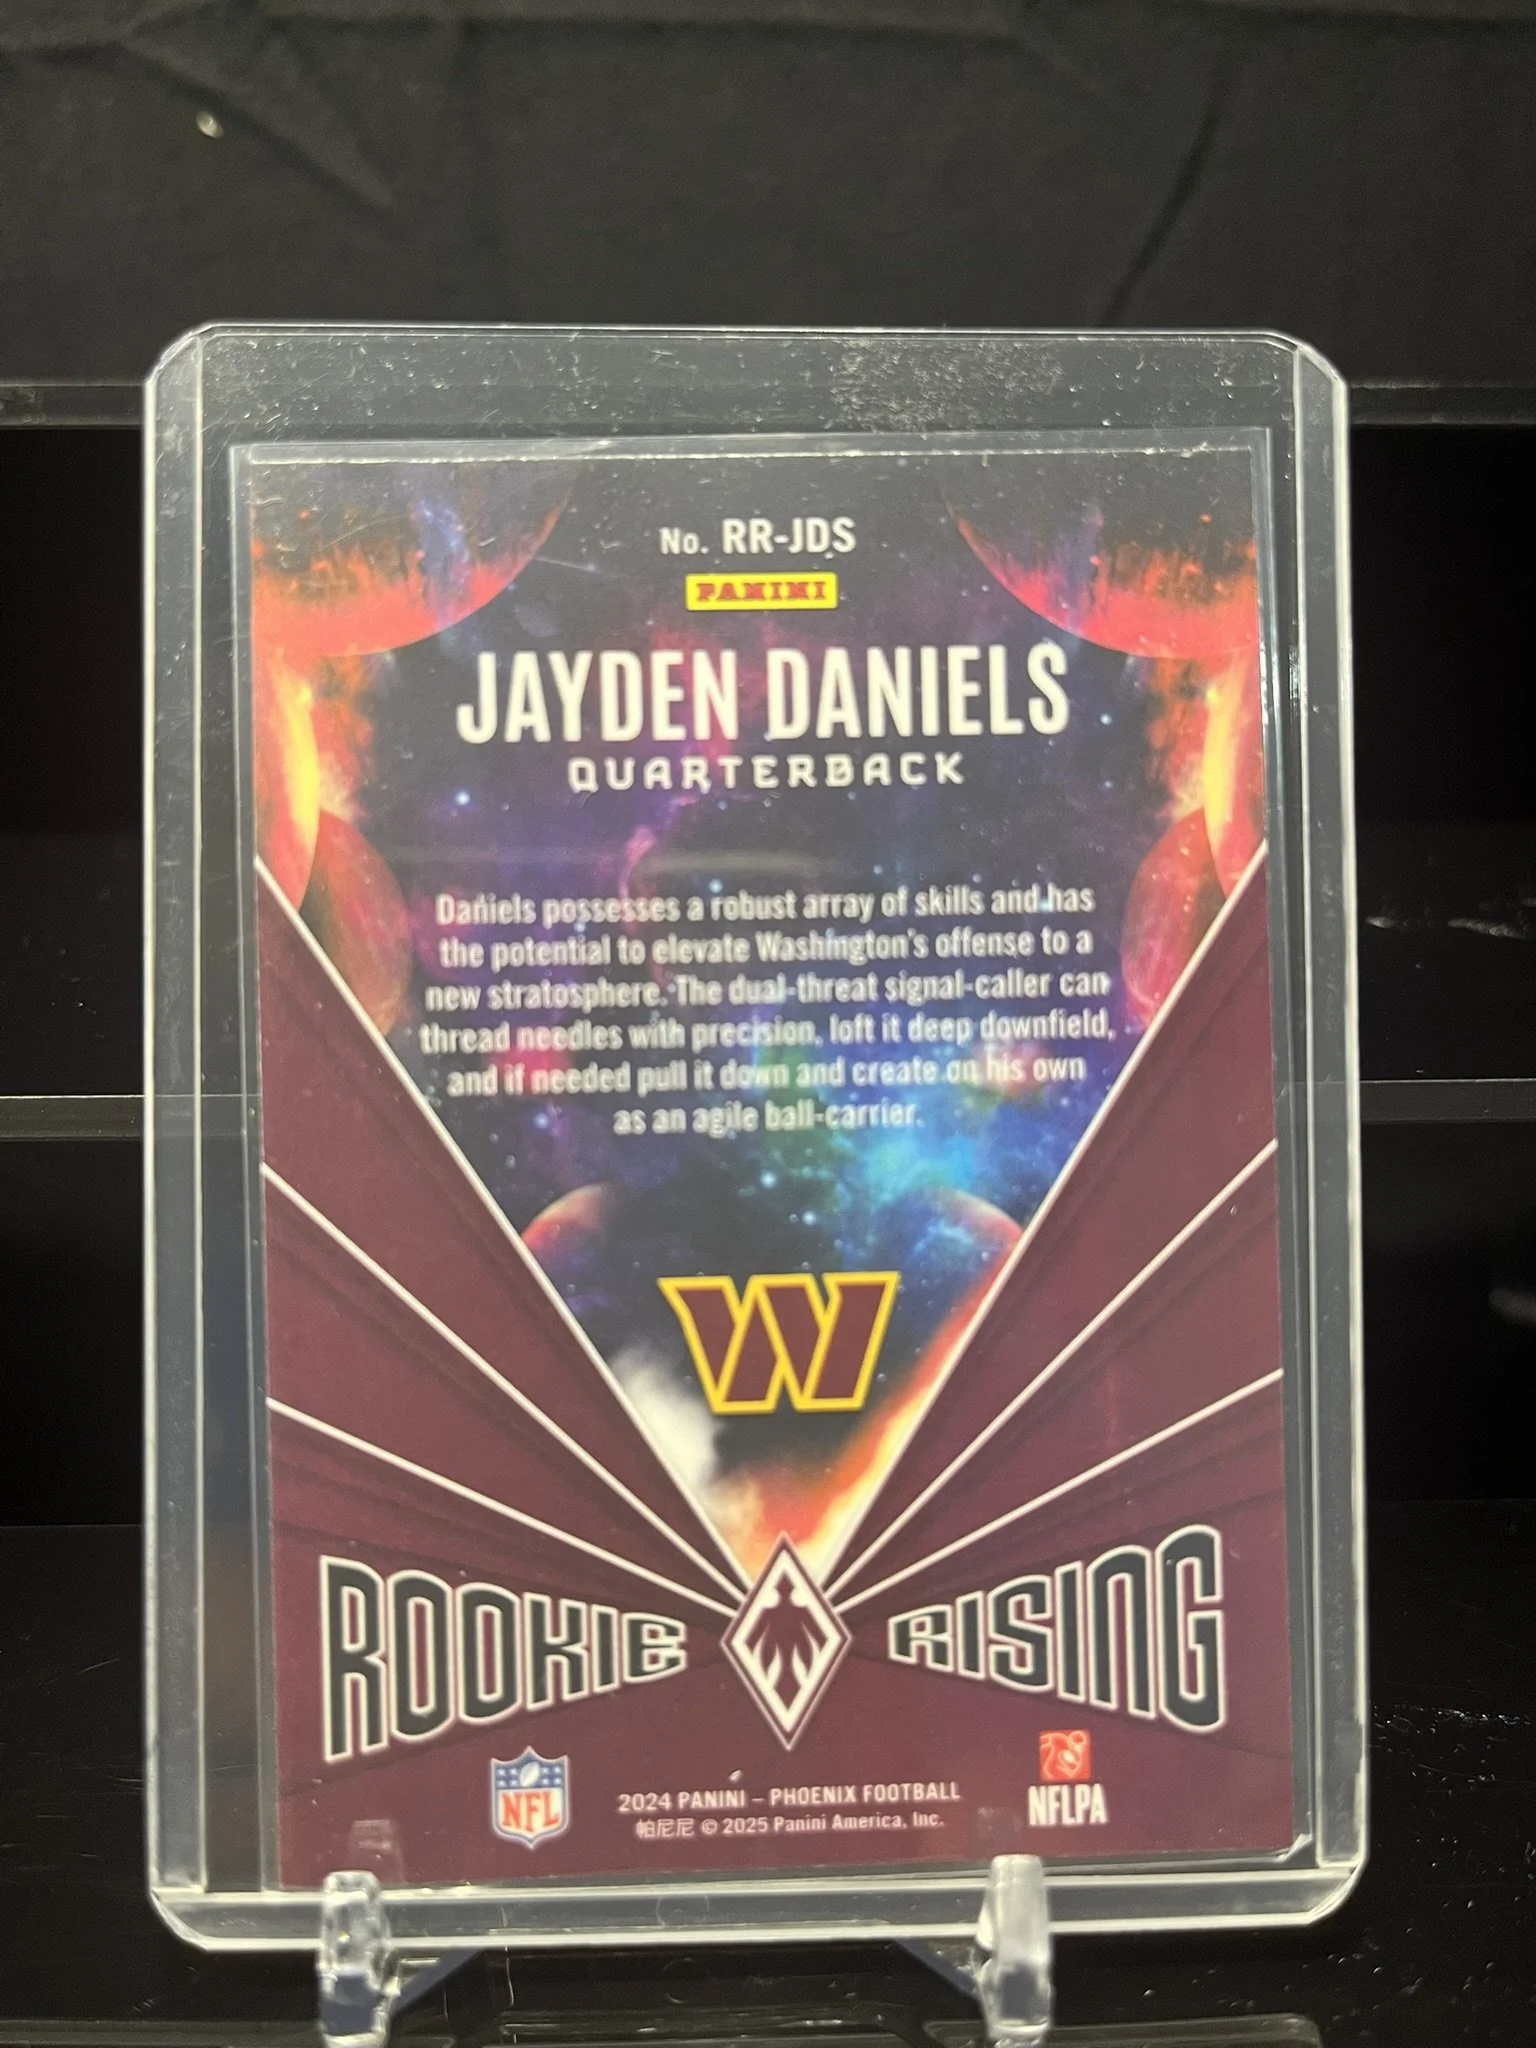 No. RR-JDS
PANINI
JAYDEN DANIELS
QUARTERBACK
Daniels possesses a robust array of skills and has
the potential to elevate Washington's offense to a
new stratosphere. The dual-threat signal-caller can
thread needles with precision, loft it deep downfield,
and if needed pull it down and create on his own
as an agile ball-carrier.
W
ROOKIE RISING
NFL
2024 PANINI – PHOENIX FOOTBALL
帕尼尼 © 2025 Panini America, Inc.
NFLPA